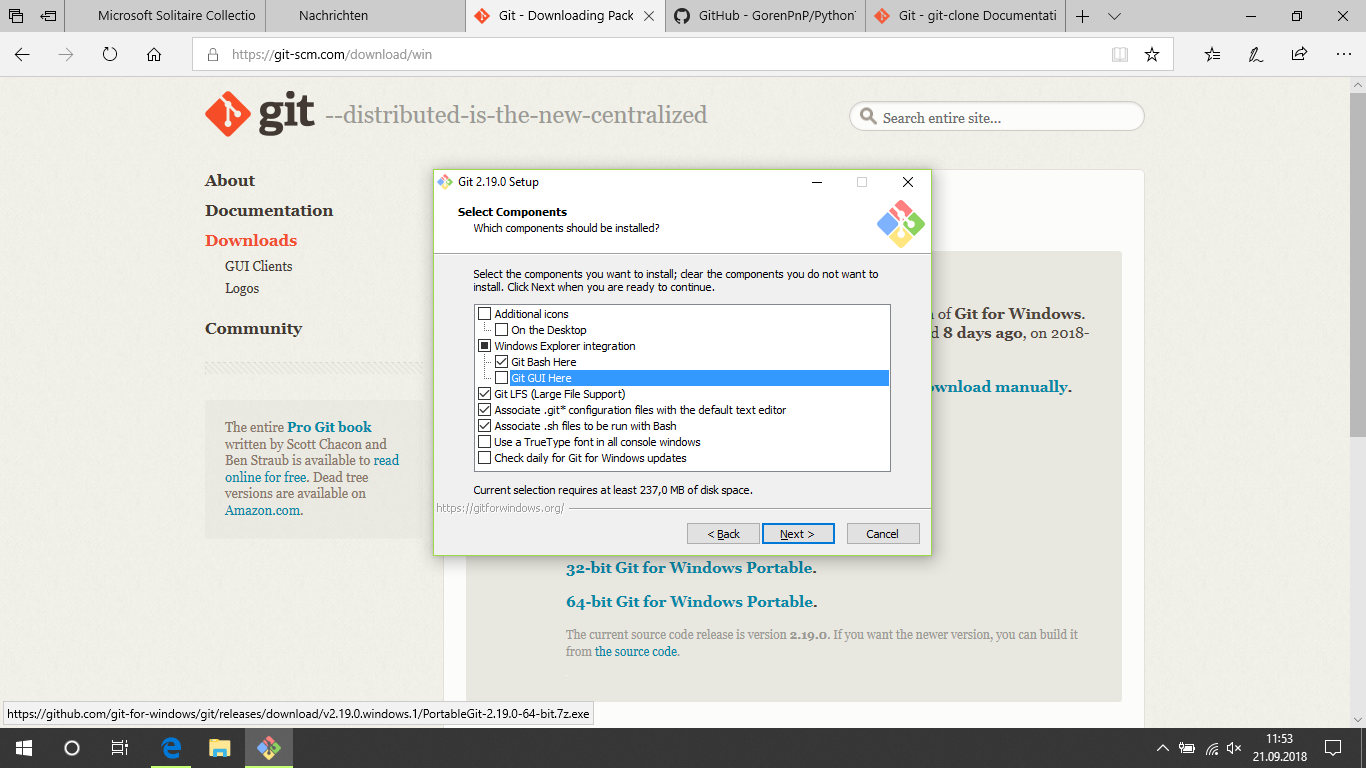 Microsoft Solitaire Collectio
Nachrichten
Git - Downloading Pack
GitHub - GorenPnP/Python
Git - git-clone Documentati
https://git-scm.com/download/win
git --distributed-is-the-new-centralized
Search entire site...
About
Documentation
Downloads
GUI Clients
Logos
Community
The entire Pro Git book
written by Scott Chacon and
Ben Straub is available to read
online for free. Dead tree
versions are available on
Amazon.com.
Git 2.19.0 Setup
Select Components
Which components should be installed?
Select the components you want to install; clear the components you do not want to
install. Click Next when you are ready to continue.
Additional icons
On the Desktop
Windows Explorer integration
Git Bash Here
Git GUI Here
Git LFS (Large File Support)
Associate .git* configuration files with the default text editor
Associate .sh files to be run with Bash
Use a TrueType font in all console windows
Check daily for Git for Windows updates
Current selection requires at least 237,0 MB of disk space.
https://gitforwindows.org/
< Back
Next >
Cancel
of Git for Windows.
8 days ago, on 2018-
ownload manually.
32-bit Git for Windows Portable.
64-bit Git for Windows Portable.
The current source code release is version 2.19.0. If you want the newer version, you can build it
from the source code.
https://github.com/git-for-windows/git/releases/download/v2.19.0.windows.1/PortableGit-2.19.0-64-bit.7z.exe
11:53
21.09.2018